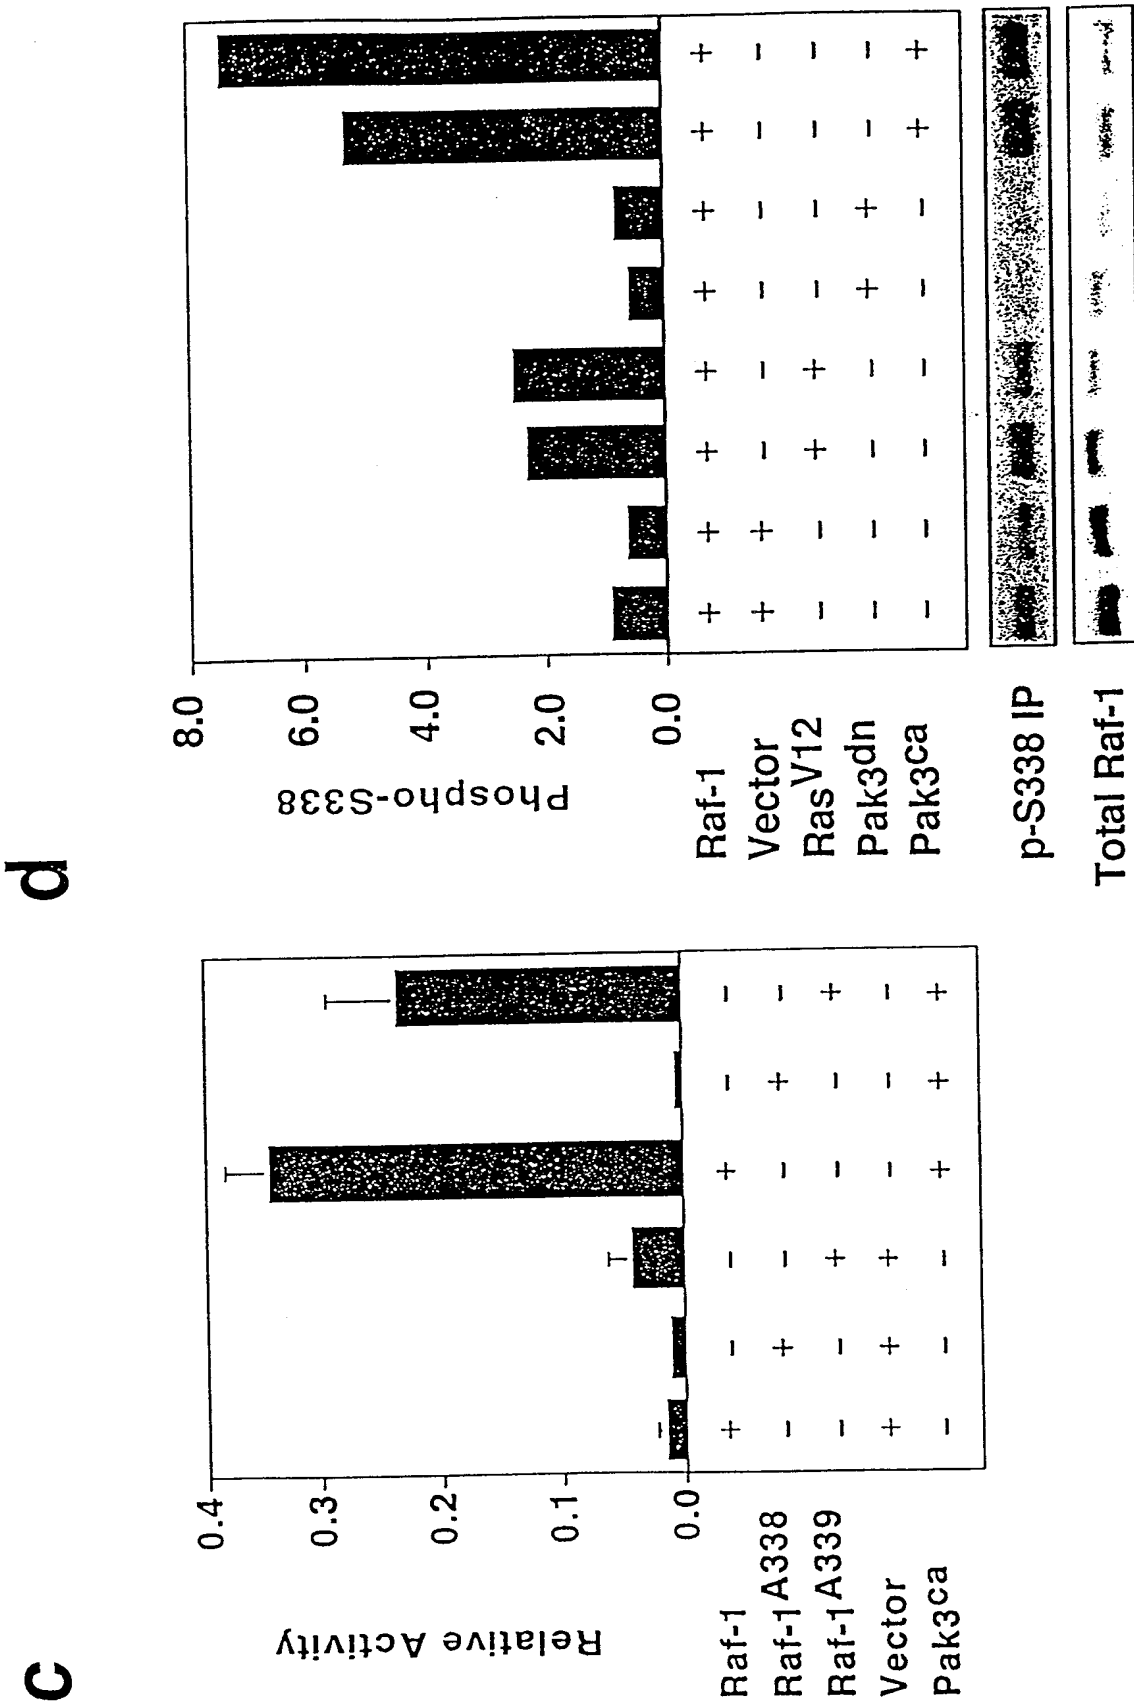 c
Relative Activity
0.4
0.3
0.2
0.1
0.0
Raf-1 + − − + − −
Raf-1A338 − + − − + −
Raf-1A339 − − + − − +
Vector + + + − − −
Pak3ca − − − + + +
d
Phospho-S338
8.0
6.0
4.0
2.0
0.0
Raf-1 + + + + + + + +
Vector + + − − − − − −
RasV12 − − + + − − − −
Pak3dn − − − − + + − −
Pak3ca − − − − − − + +
p-S338 IP
Total Raf-1